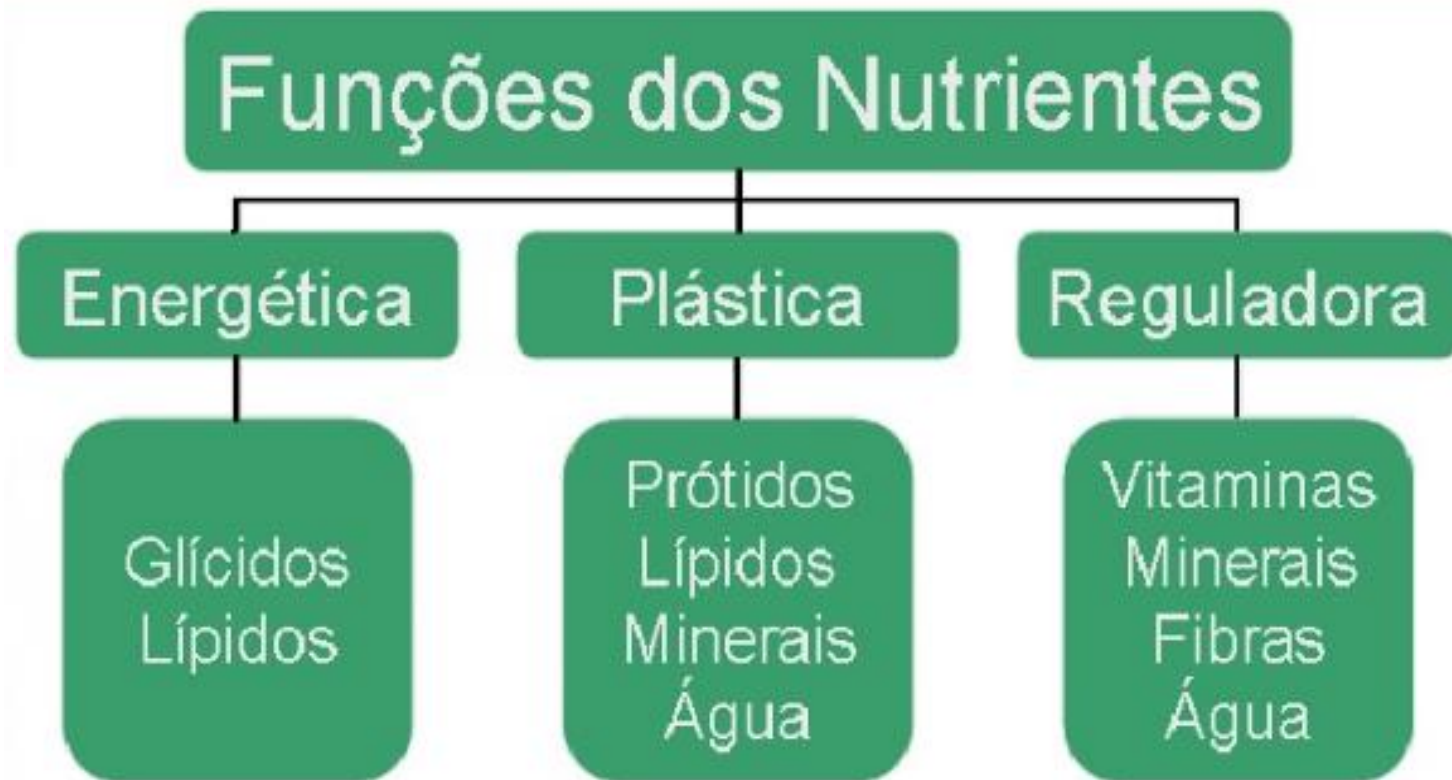 Funções dos Nutrientes
Energética
Plástica
Reguladora
Glícidos
Lípidos
Prótidos
Lípidos
Minerais
Água
Vitaminas
Minerais
Fibras
Água